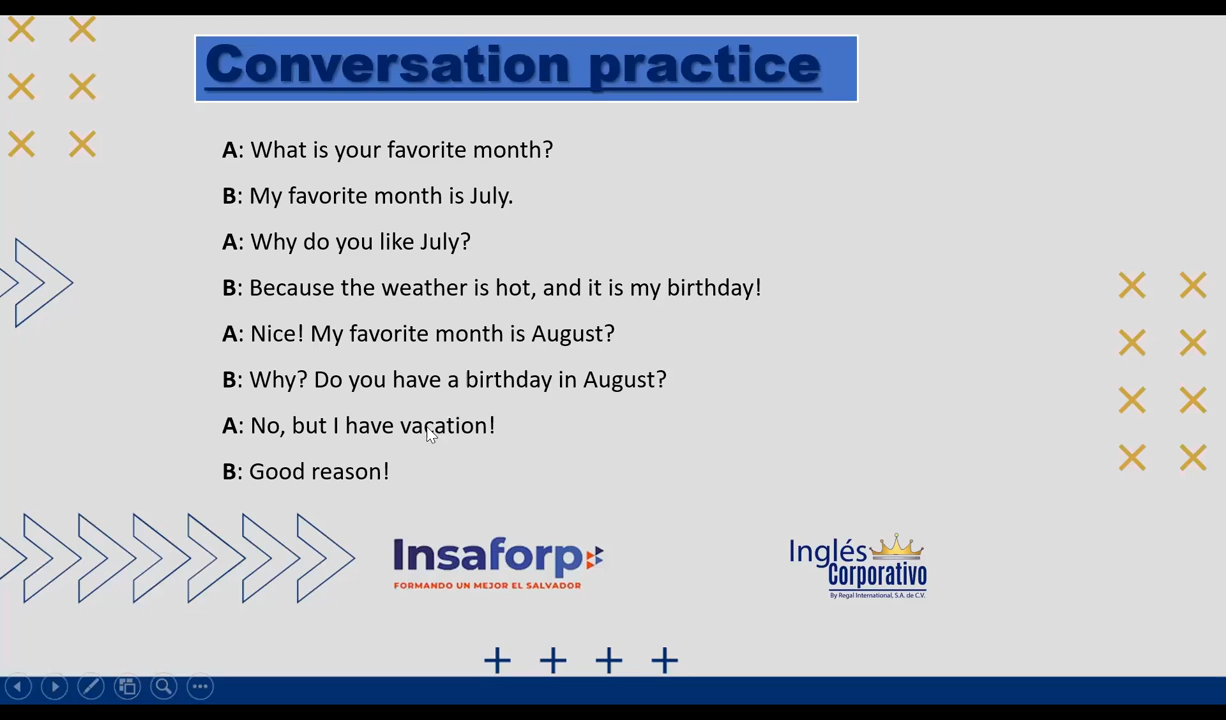 Conversation practice
A: What is your favorite month?
B: My favorite month is July.
A: Why do you like July?
B: Because the weather is hot, and it is my birthday!
A: Nice! My favorite month is August?
B: Why? Do you have a birthday in August?
A: No, but I have vacation!
B: Good reason!
Insaforp
FORMANDO UN MEJOR EL SALVADOR
Inglés
Corporativo
By Regal International, S.A. de C.V.